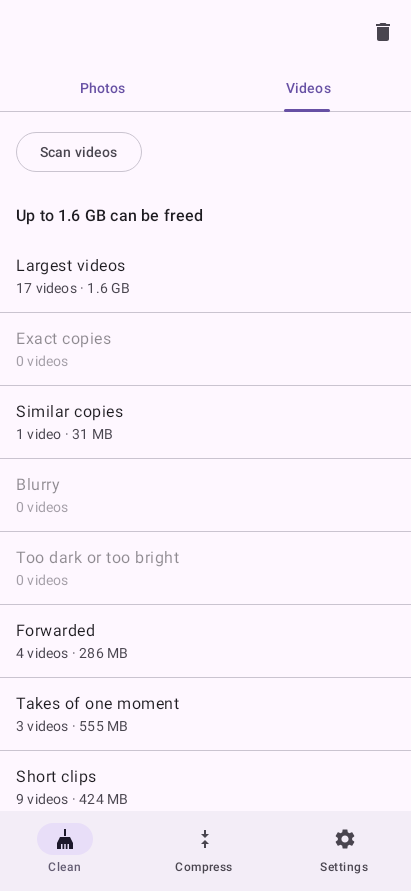 Photos
Videos
Scan videos
Up to 1.6 GB can be freed
Largest videos
17 videos · 1.6 GB
Exact copies
0 videos
Similar copies
1 video · 31 MB
Blurry
0 videos
Too dark or too bright
0 videos
Forwarded
4 videos · 286 MB
Takes of one moment
3 videos · 555 MB
Short clips
9 videos · 424 MB
Clean
Compress
Settings